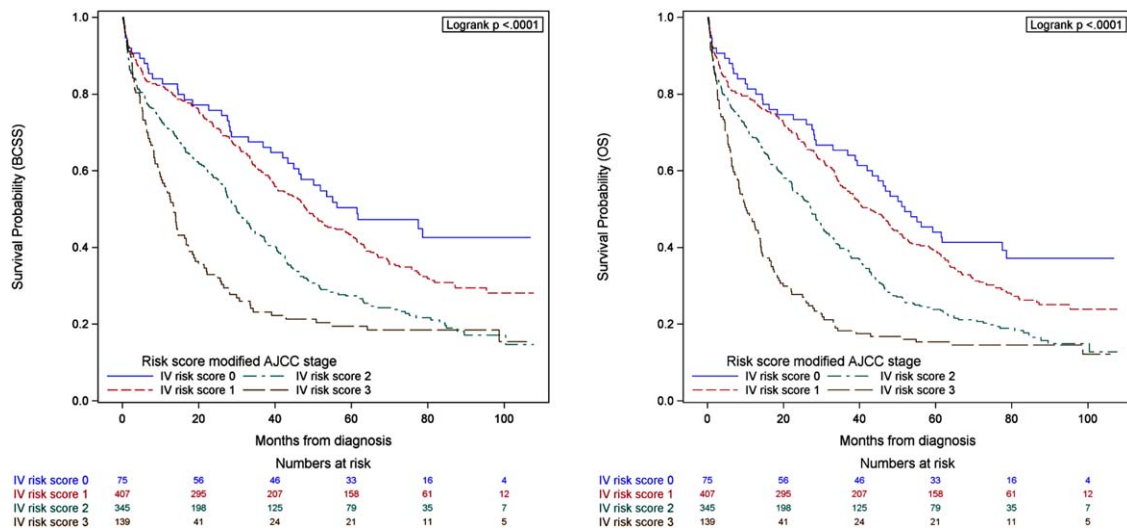 Logrank p <.0001
Survival Probability (BCSS)
1.0
0.8
0.6
0.4
0.2
0.0
Risk score modified AJCC stage
IV risk score 0 IV risk score 2
IV risk score 1 IV risk score 3
0 20 40 60 80 100
Months from diagnosis
Numbers at risk
IV risk score 0 75 56 46 33 16 4
IV risk score 1 407 295 207 158 61 12
IV risk score 2 345 198 125 79 35 7
IV risk score 3 139 41 24 21 11 5
Logrank p <.0001
Survival Probability (OS)
1.0
0.8
0.6
0.4
0.2
0.0
Risk score modified AJCC stage
IV risk score 0 IV risk score 2
IV risk score 1 IV risk score 3
0 20 40 60 80 100
Months from diagnosis
Numbers at risk
IV risk score 0 75 56 46 33 16 4
IV risk score 1 407 295 207 158 61 12
IV risk score 2 345 198 125 79 35 7
IV risk score 3 139 41 24 21 11 5